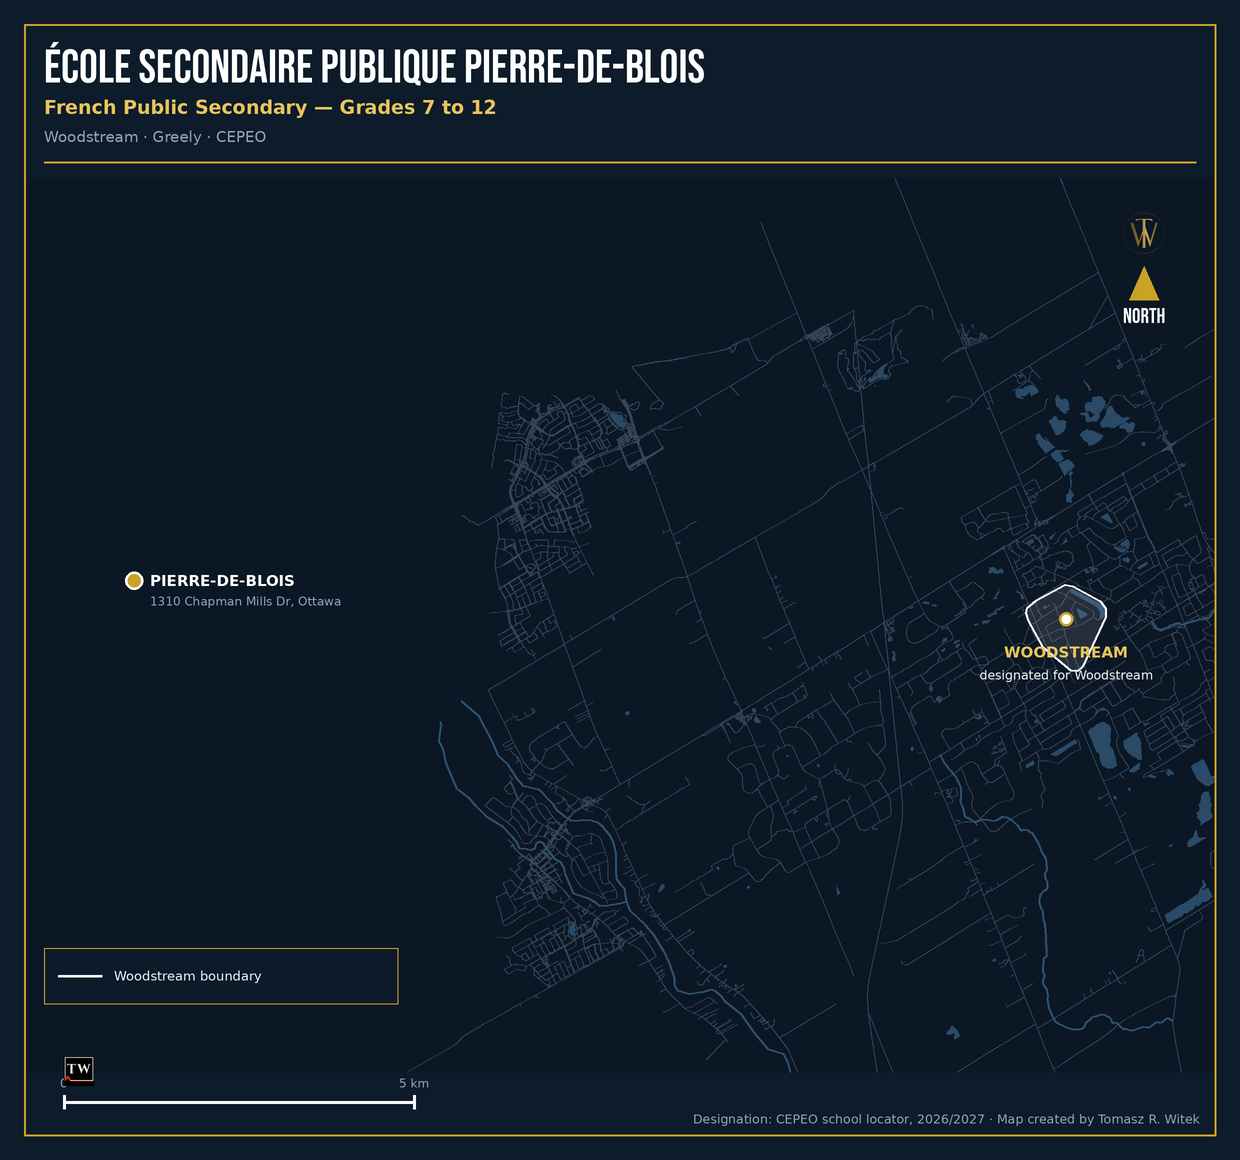 ÉCOLE SECONDAIRE PUBLIQUE PIERRE-DE-BLOIS
French Public Secondary — Grades 7 to 12
Woodstream · Greely · CEPEO
TW
NORTH
PIERRE-DE-BLOIS
1310 Chapman Mills Dr, Ottawa
WOODSTREAM
designated for Woodstream
Woodstream boundary
TW
0 5 km
Designation: CEPEO school locator, 2026/2027 · Map created by Tomasz R. Witek